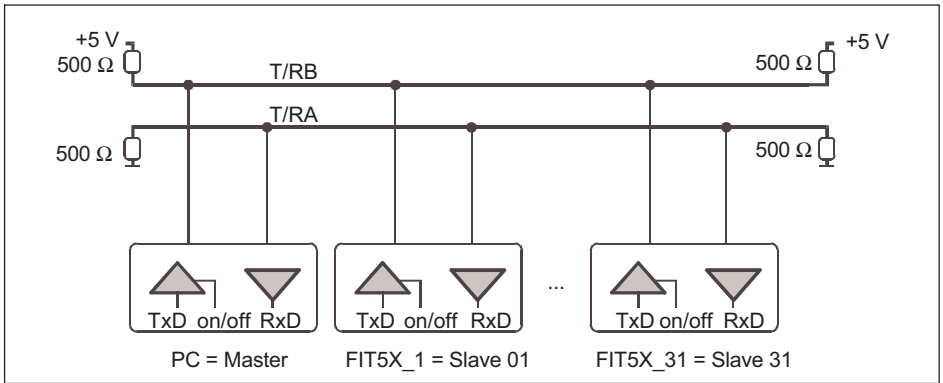 +5 V +5 V
500 Ω 500 Ω
T/RB
T/RA
500 Ω 500 Ω
...
TxD on/off RxD TxD on/off RxD TxD on/off RxD
PC = Master FIT5X_1 = Slave 01 FIT5X_31 = Slave 31